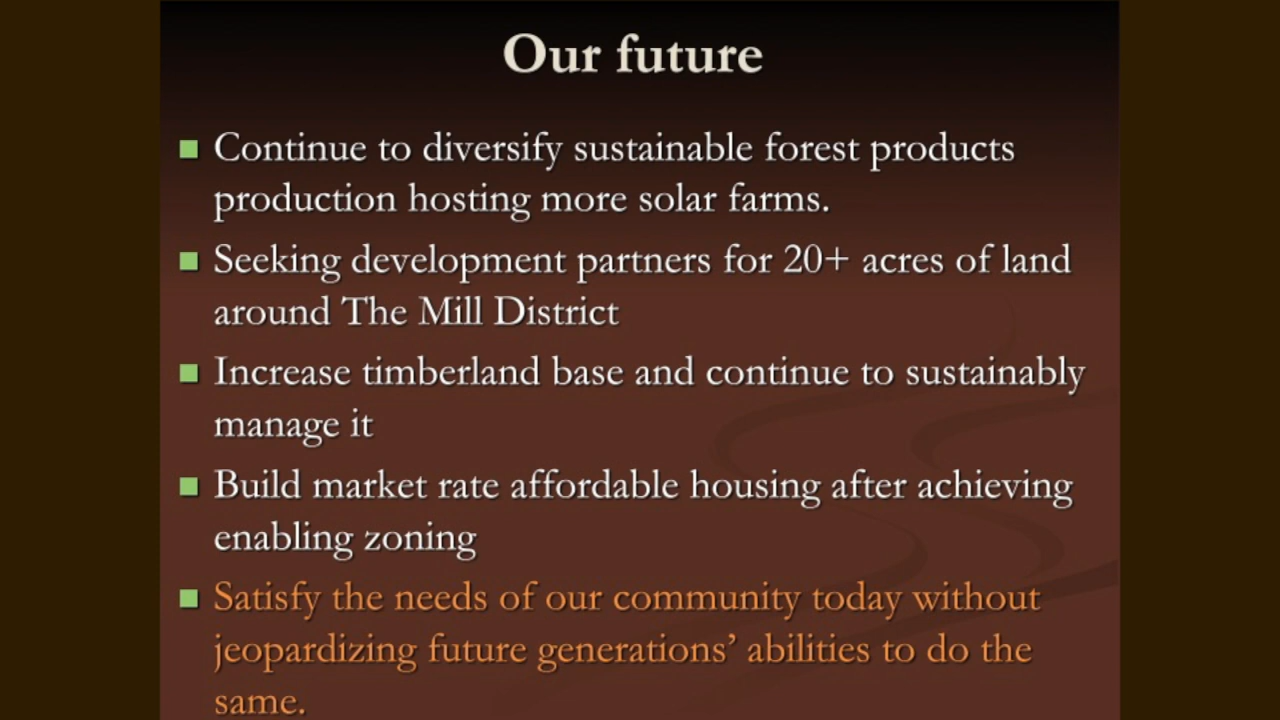 Our future
Continue to diversify sustainable forest products
production hosting more solar farms.
Seeking development partners for 20+ acres of land
around The Mill District
Increase timberland base and continue to sustainably
manage it
Build market rate affordable housing after achieving
enabling zoning
Satisfy the needs of our community today without
jeopardizing future generations’ abilities to do the
same.